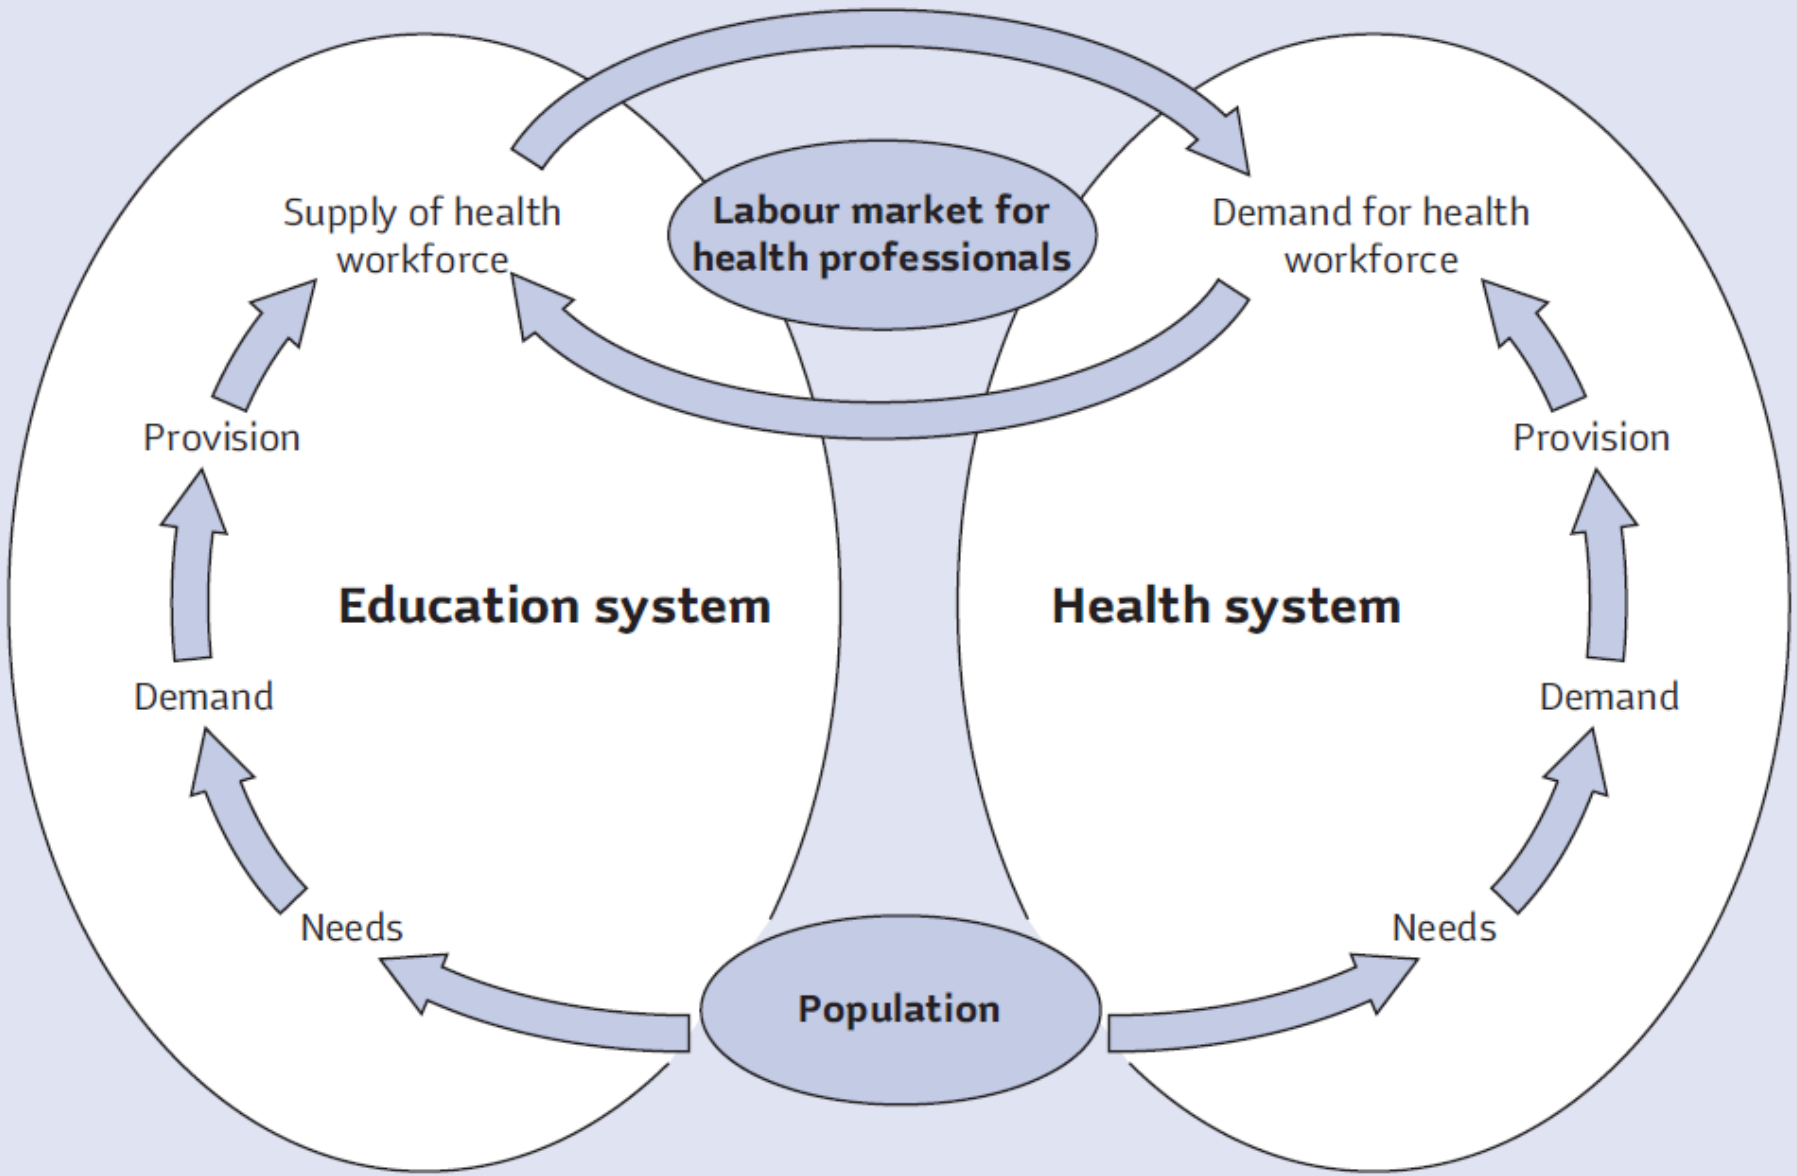 Supply of health
workforce
Labour market for
health professionals
Demand for health
workforce
Provision
Provision
Education system
Health system
Demand
Demand
Needs
Needs
Population